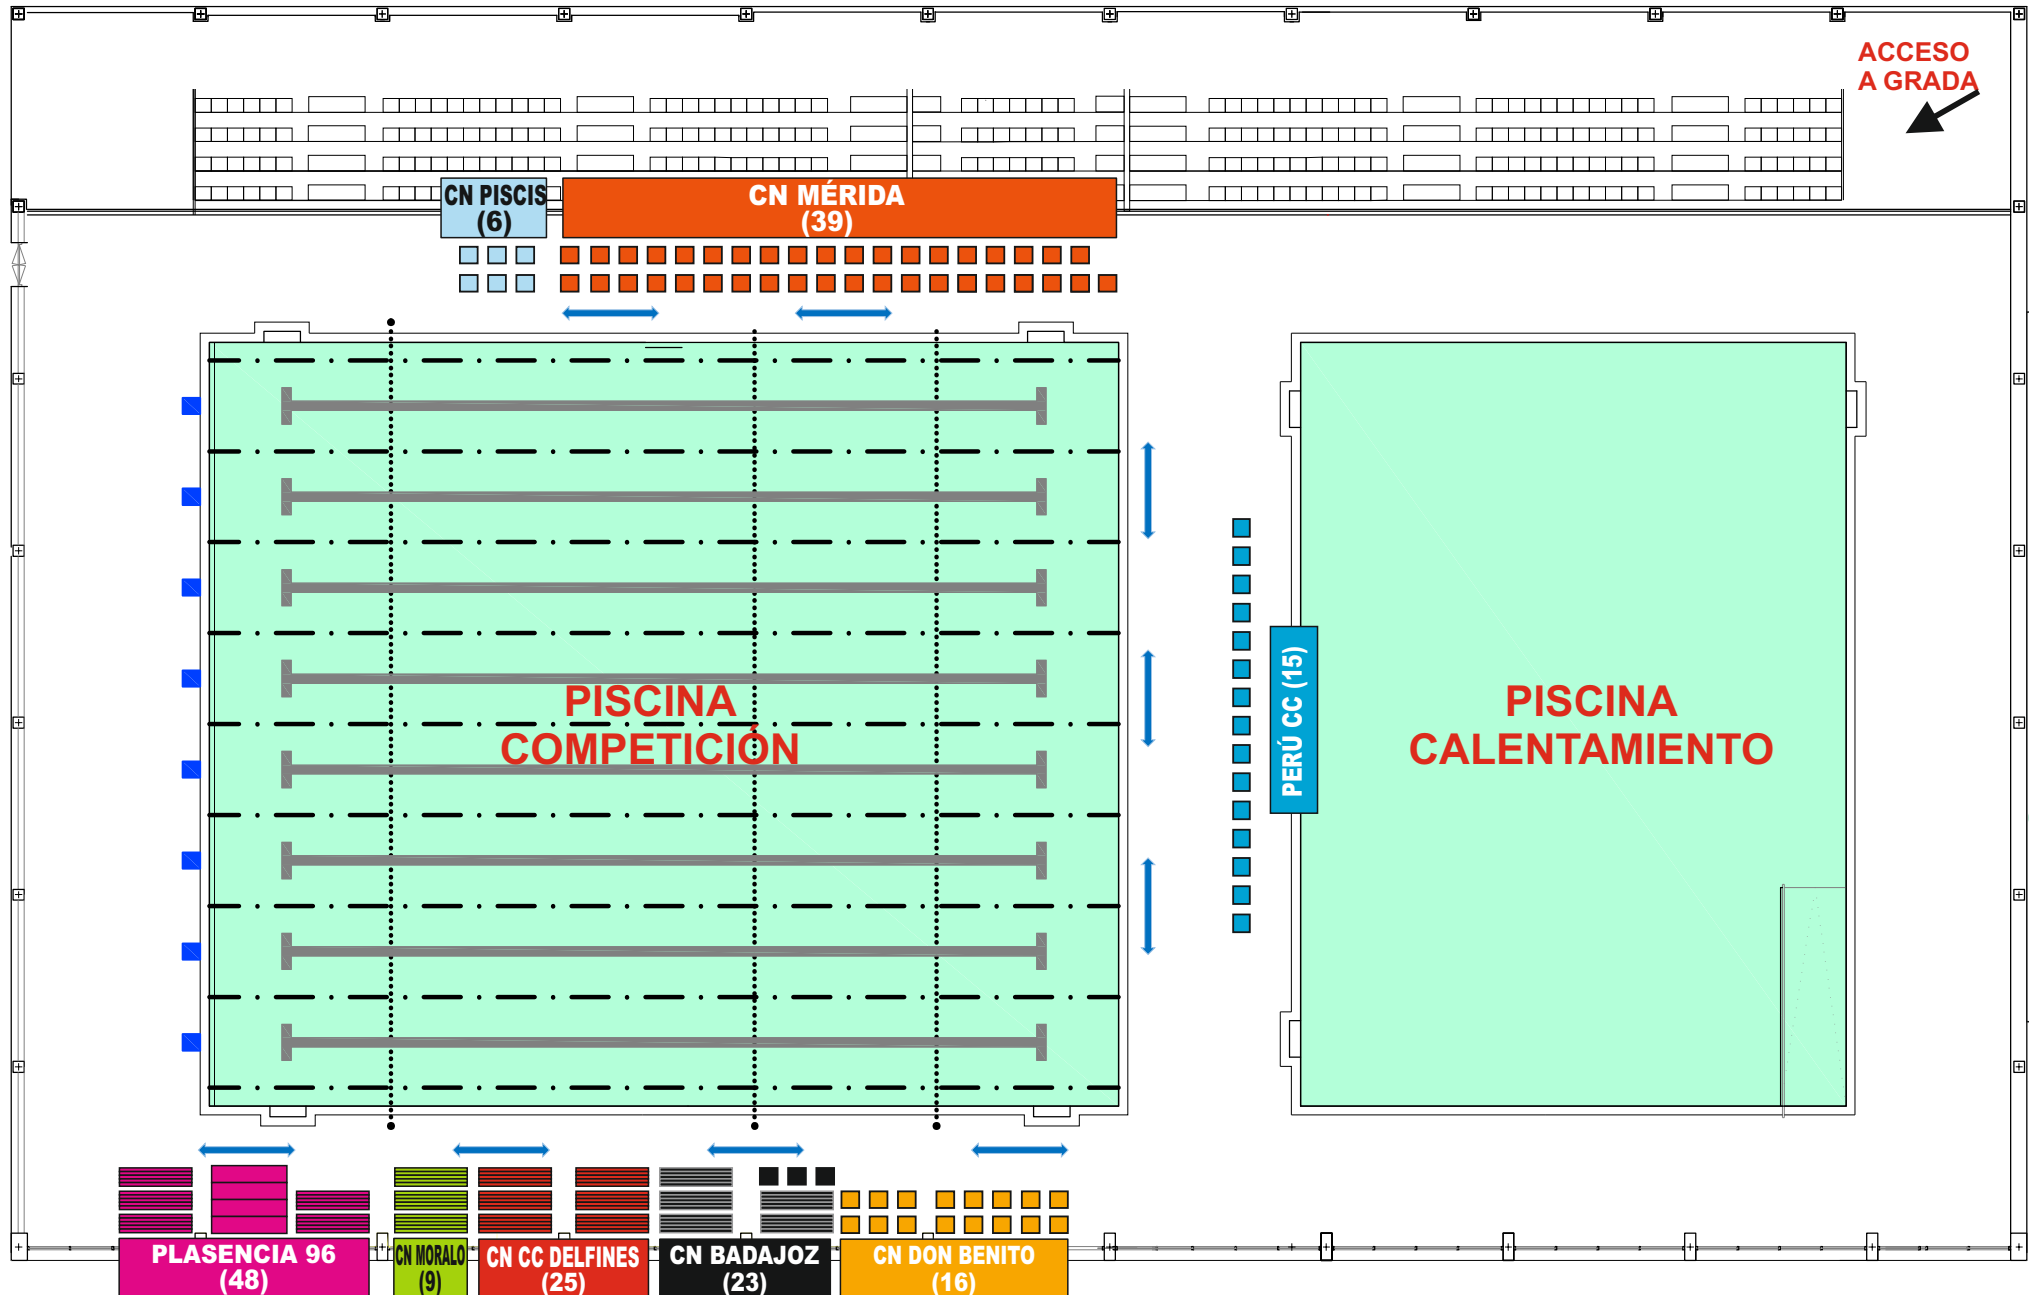 ACCESO
A GRADA
CN PISCIS
(6)
CN MÉRIDA
(39)
PISCINA
COMPETICIÓN
PERÚ CC (15)
PISCINA
CALENTAMIENTO
PLASENCIA 96
(48)
CN MORALO
(9)
CN CC DELFINES
(25)
CN BADAJOZ
(23)
CN DON BENITO
(16)